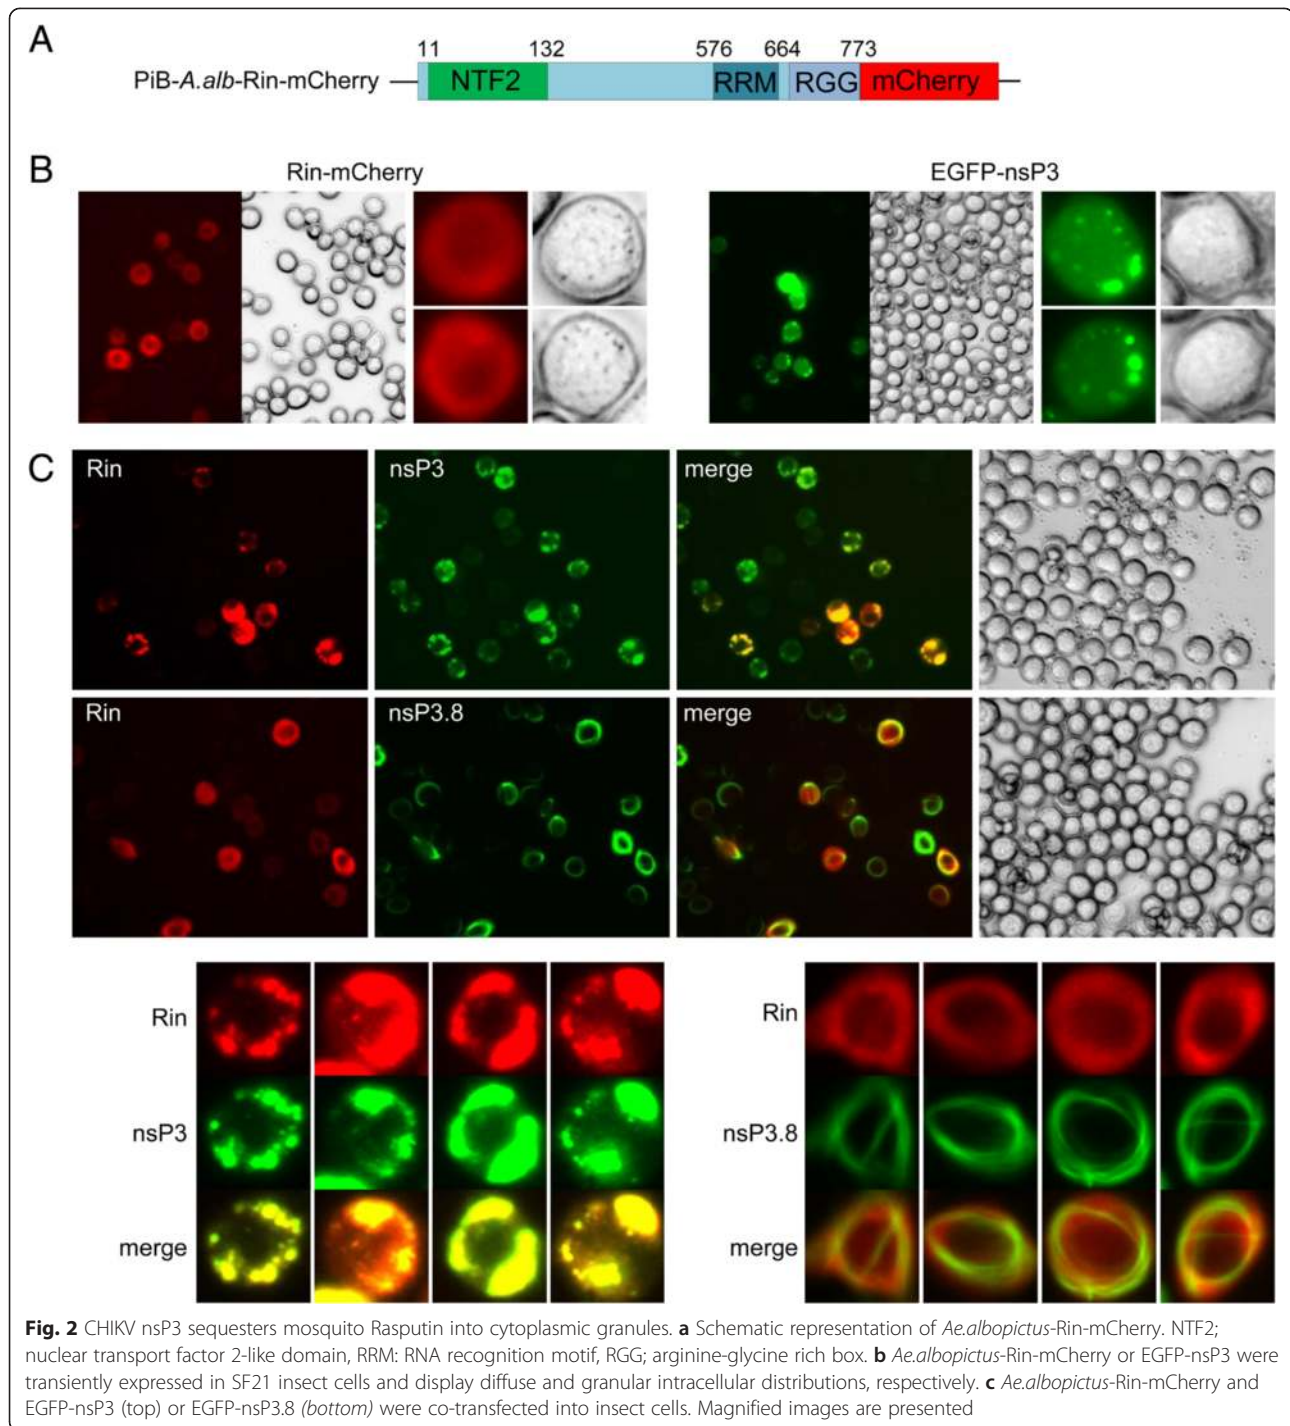 A
11 132 576 664 773
PiB-A.alb-Rin-mCherry NTF2 RRM RGG mCherry
B
Rin-mCherry EGFP-nsP3
C
Rin nsP3 merge
Rin nsP3.8 merge
Rin Rin
nsP3 nsP3.8
merge merge
Fig. 2 CHIKV nsP3 sequesters mosquito Rasputin into cytoplasmic granules. a Schematic representation of Ae.albopictus-Rin-mCherry. NTF2;
nuclear transport factor 2-like domain, RRM: RNA recognition motif, RGG; arginine-glycine rich box. b Ae.albopictus-Rin-mCherry or EGFP-nsP3 were
transiently expressed in SF21 insect cells and display diffuse and granular intracellular distributions, respectively. c Ae.albopictus-Rin-mCherry and
EGFP-nsP3 (top) or EGFP-nsP3.8 (bottom) were co-transfected into insect cells. Magnified images are presented